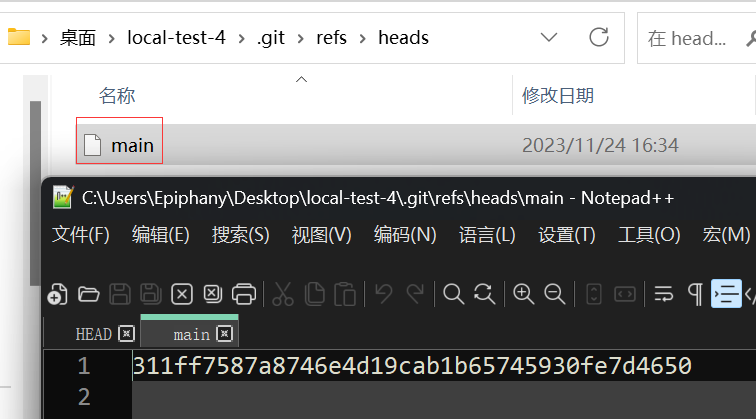 桌面 local-test-4 .git refs heads 在 head...
名称 修改日期
main 2023/11/24 16:34
C:\Users\Epiphany\Desktop\local-test-4\.git\refs\heads\main - Notepad++
文件(F) 编辑(E) 搜索(S) 视图(V) 编码(N) 语言(L) 设置(T) 工具(O) 宏(M)
HEAD main
1 311ff7587a8746e4d19cab1b65745930fe7d4650
2